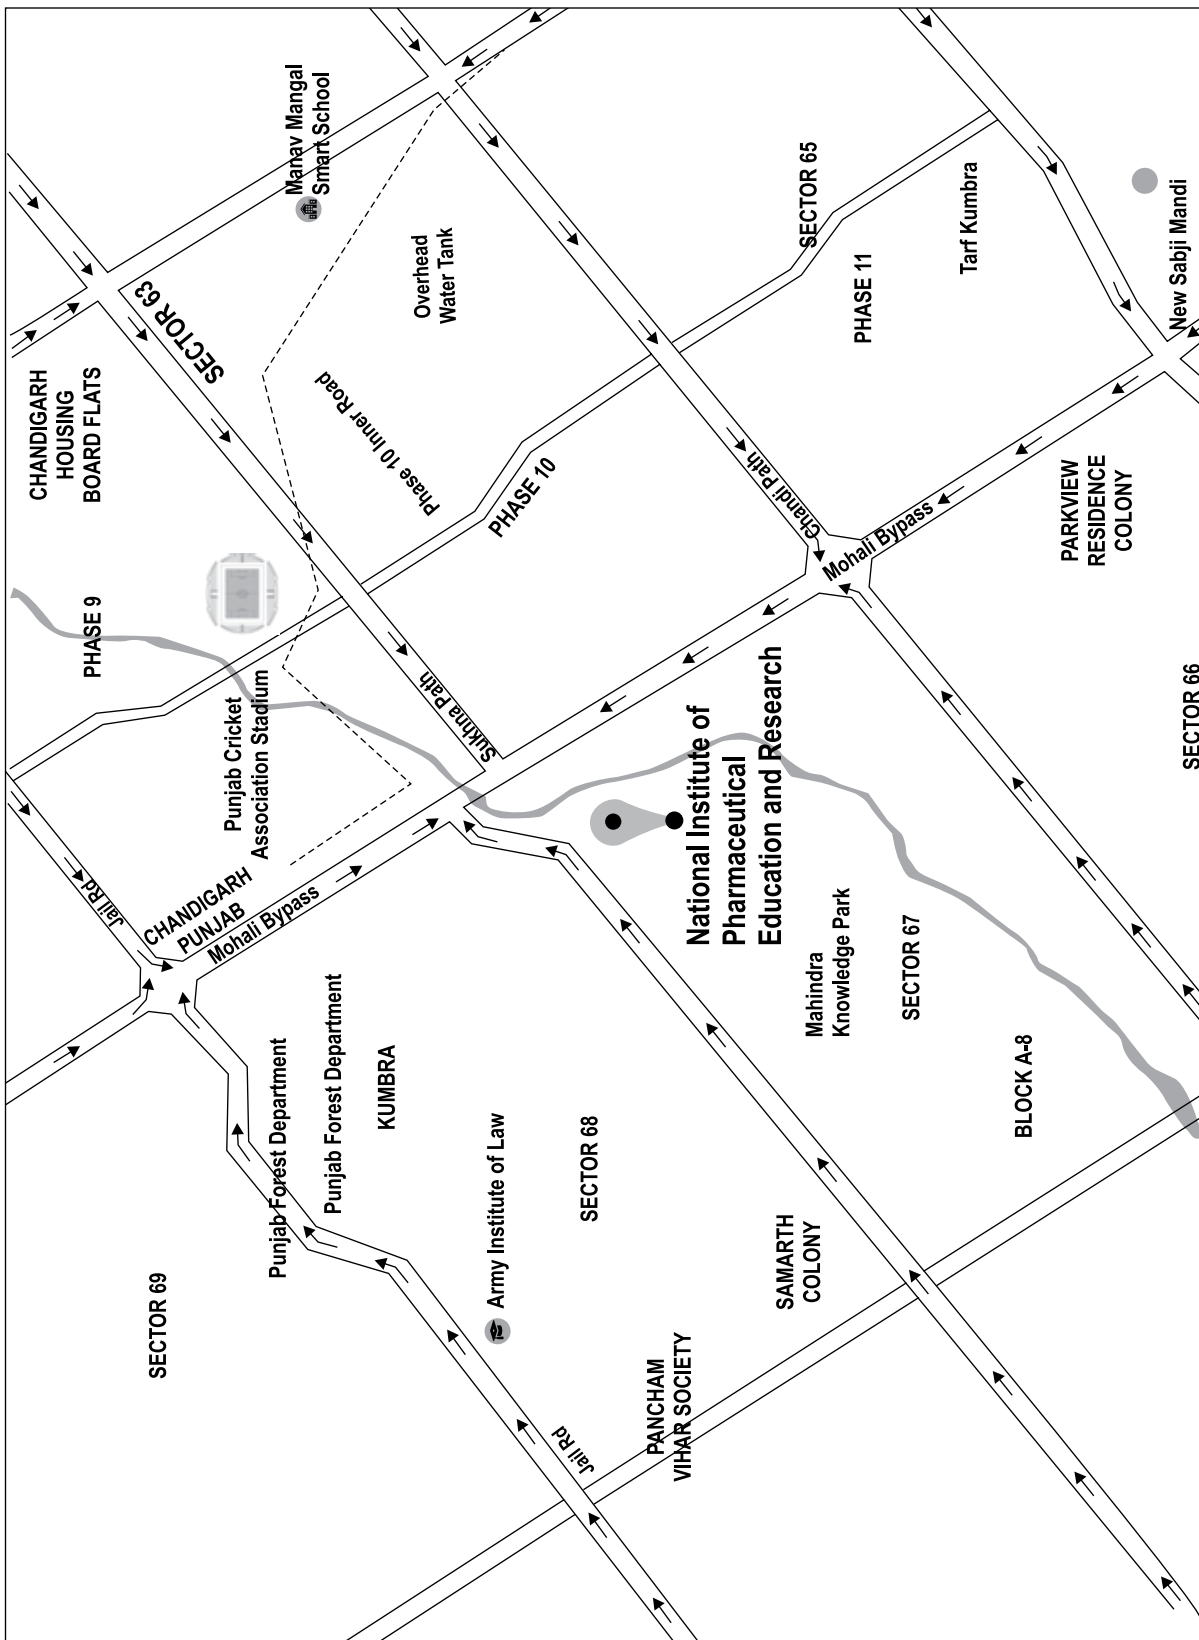 Manav Mangal
Smart School
SECTOR 63
CHANDIGARH
HOUSING
BOARD FLATS
Overhead
Water Tank
Phase 10 Inner Road
PHASE 10
SECTOR 65
PHASE 11
Tarf Kumbra
New Sabji Mandi
PHASE 9
Punjab Cricket
Association Stadium
Sukhna Path
Chandi Path
Mohali Bypass
PARKVIEW
RESIDENCE
COLONY
SECTOR 66
Jail Rd
CHANDIGARH
PUNJAB
Mohali Bypass
National Institute of
Pharmaceutical
Education and Research
Mahindra
Knowledge Park
SECTOR 67
BLOCK A-8
Punjab Forest Department
Punjab Forest Department
KUMBRA
Army Institute of Law
SECTOR 68
SECTOR 69
SAMARTH
COLONY
PANCHAM
VIHAR SOCIETY
Jail Rd